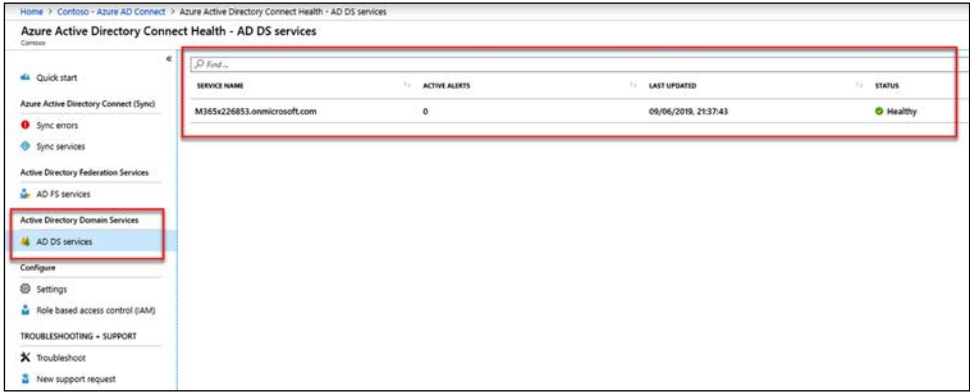 Home > Contoso - Azure AD Connect > Azure Active Directory Connect Health - AD DS services
Azure Active Directory Connect Health - AD DS services
Contoso
«
Quick start
Azure Active Directory Connect (Sync)
Sync errors
Sync services
Active Directory Federation Services
AD FS services
Active Directory Domain Services
AD DS services
Configure
Settings
Role based access control (IAM)
TROUBLESHOOTING + SUPPORT
Troubleshoot
New support request
Find ...
SERVICE NAME ACTIVE ALERTS LAST UPDATED STATUS
M365x226853.onmicrosoft.com 0 09/06/2019, 21:37:43 Healthy